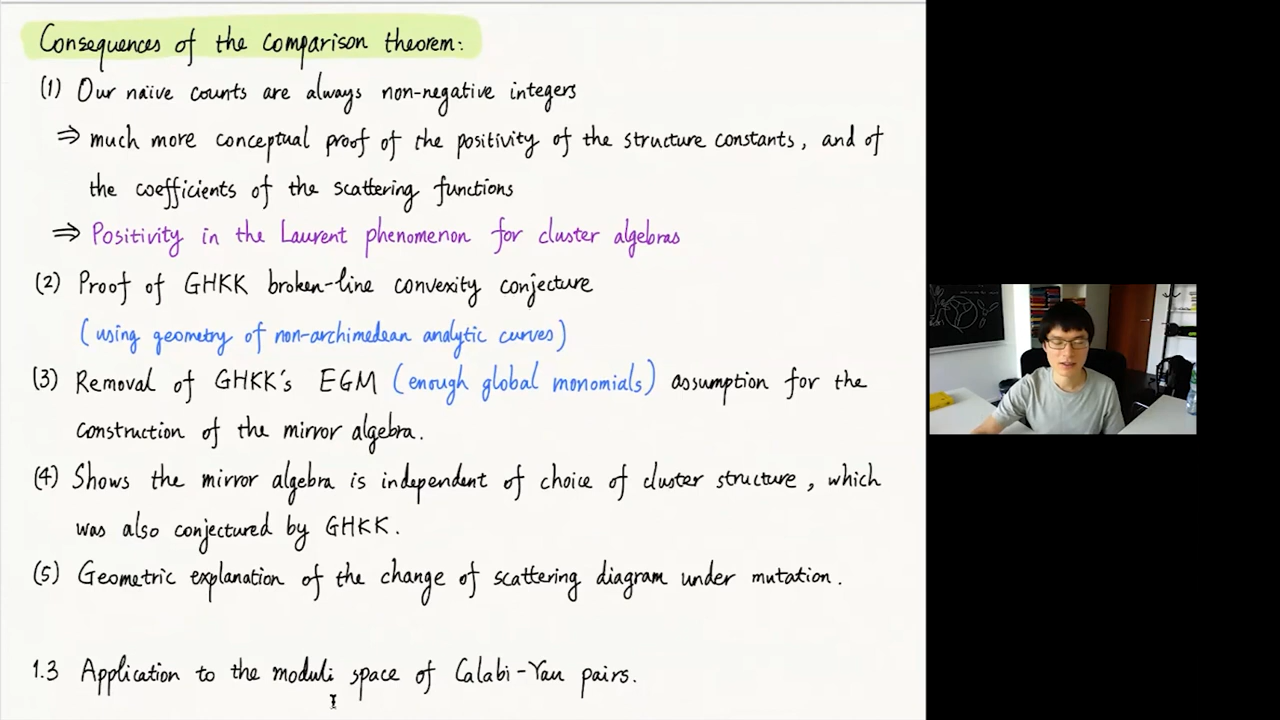 Consequences of the comparison theorem:
(1) Our naïve counts are always non-negative integers
⇒ much more conceptual proof of the positivity of the structure constants, and of
the coefficients of the scattering functions
⇒ Positivity in the Laurent phenomenon for cluster algebras
(2) Proof of GHKK broken-line convexity conjecture
(using geometry of non-archimedean analytic curves)
(3) Removal of GHKK's EGM (enough global monomials) assumption for the
construction of the mirror algebra.
(4) Shows the mirror algebra is independent of choice of cluster structure, which
was also conjectured by GHKK.
(5) Geometric explanation of the change of scattering diagram under mutation.
1.3 Application to the moduli space of Calabi-Yau pairs.